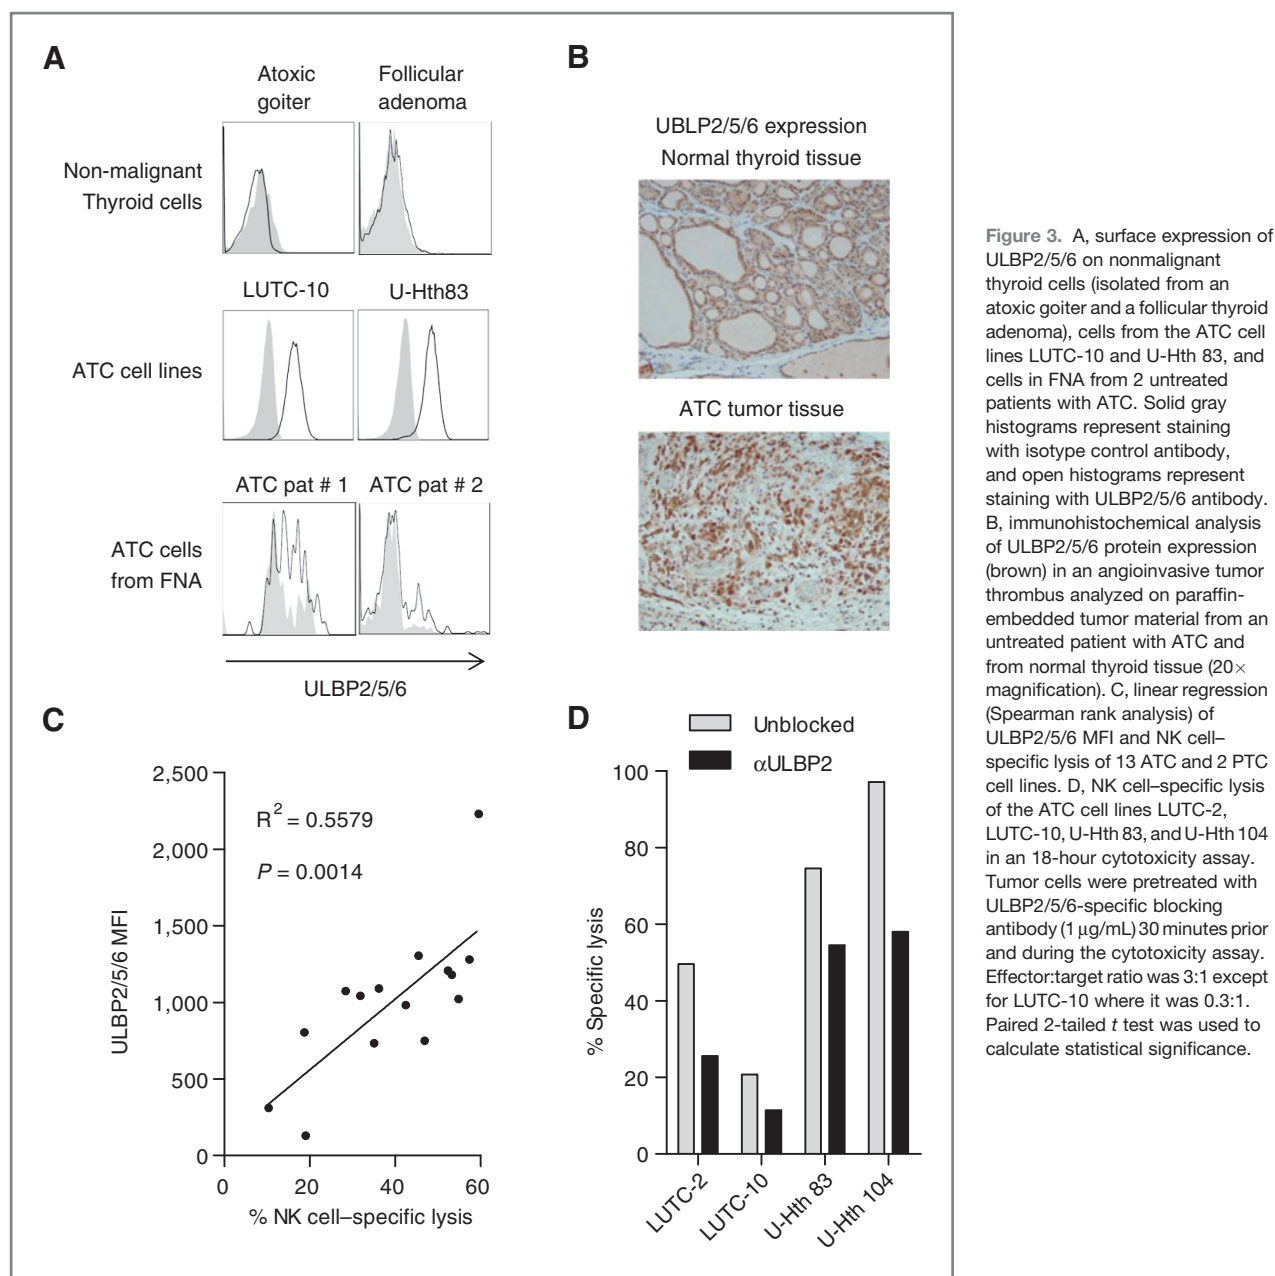 A
Atoxic
goiter
Follicular
adenoma
Non-malignant
Thyroid cells
LUTC-10
U-Hth83
ATC cell lines
ATC pat # 1
ATC pat # 2
ATC cells
from FNA
ULBP2/5/6
B
UBLP2/5/6 expression
Normal thyroid tissue
ATC tumor tissue
C
2,500
2,000
1,500
1,000
500
0
ULBP2/5/6 MFI
R2 = 0.5579
P = 0.0014
0
20
40
60
% NK cell–specific lysis
D
Unblocked
αULBP2
100
80
60
40
20
0
% Specific lysis
LUTC-2
LUTC-10
U-Hth 83
U-Hth 104
Figure 3. A, surface expression of
ULBP2/5/6 on nonmalignant
thyroid cells (isolated from an
atoxic goiter and a follicular thyroid
adenoma), cells from the ATC cell
lines LUTC-10 and U-Hth 83, and
cells in FNA from 2 untreated
patients with ATC. Solid gray
histograms represent staining
with isotype control antibody,
and open histograms represent
staining with ULBP2/5/6 antibody.
B, immunohistochemical analysis
of ULBP2/5/6 protein expression
(brown) in an angioinvasive tumor
thrombus analyzed on paraffin-
embedded tumor material from an
untreated patient with ATC and
from normal thyroid tissue (20×
magnification). C, linear regression
(Spearman rank analysis) of
ULBP2/5/6 MFI and NK cell–
specific lysis of 13 ATC and 2 PTC
cell lines. D, NK cell–specific lysis
of the ATC cell lines LUTC-2,
LUTC-10, U-Hth 83, and U-Hth 104
in an 18-hour cytotoxicity assay.
Tumor cells were pretreated with
ULBP2/5/6-specific blocking
antibody (1 μg/mL) 30 minutes prior
and during the cytotoxicity assay.
Effector:target ratio was 3:1 except
for LUTC-10 where it was 0.3:1.
Paired 2-tailed t test was used to
calculate statistical significance.